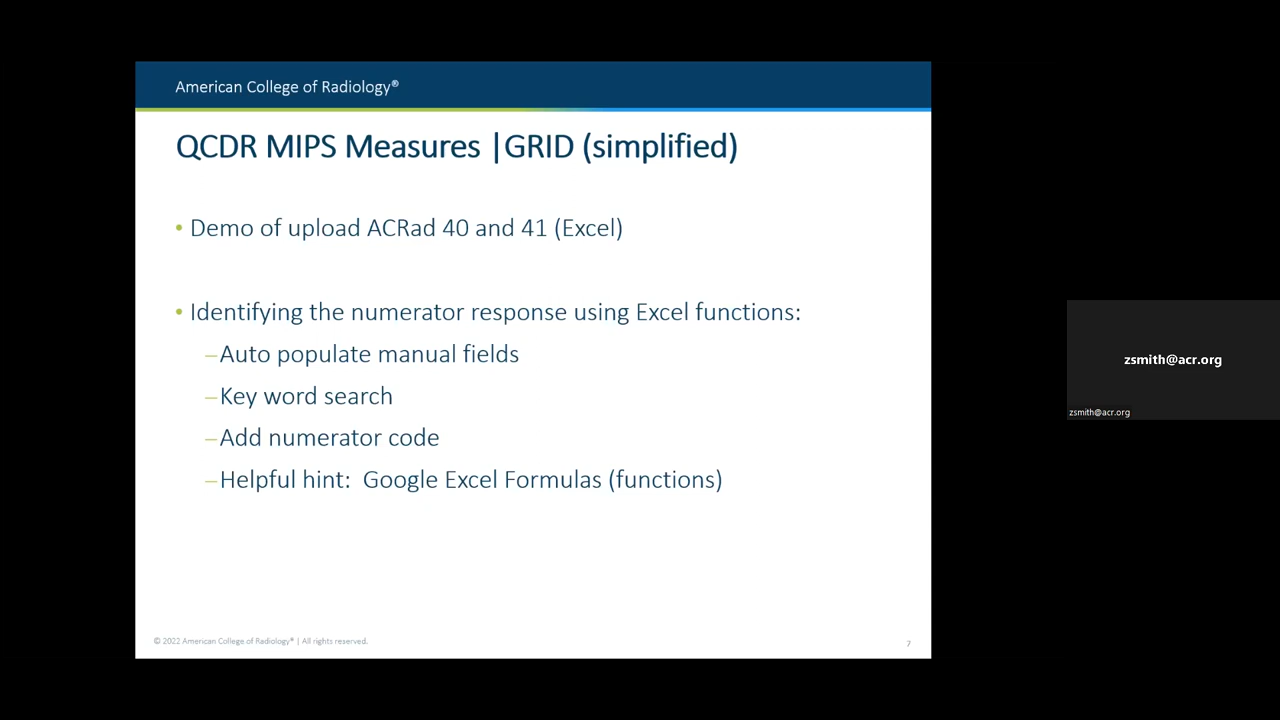 American College of Radiology®
QCDR MIPS Measures |GRID (simplified)
• Demo of upload ACRad 40 and 41 (Excel)
• Identifying the numerator response using Excel functions:
–Auto populate manual fields
–Key word search
–Add numerator code
–Helpful hint: Google Excel Formulas (functions)
zsmith@acr.org
zsmith@acr.org
© 2022 American College of Radiology® | All rights reserved.
7